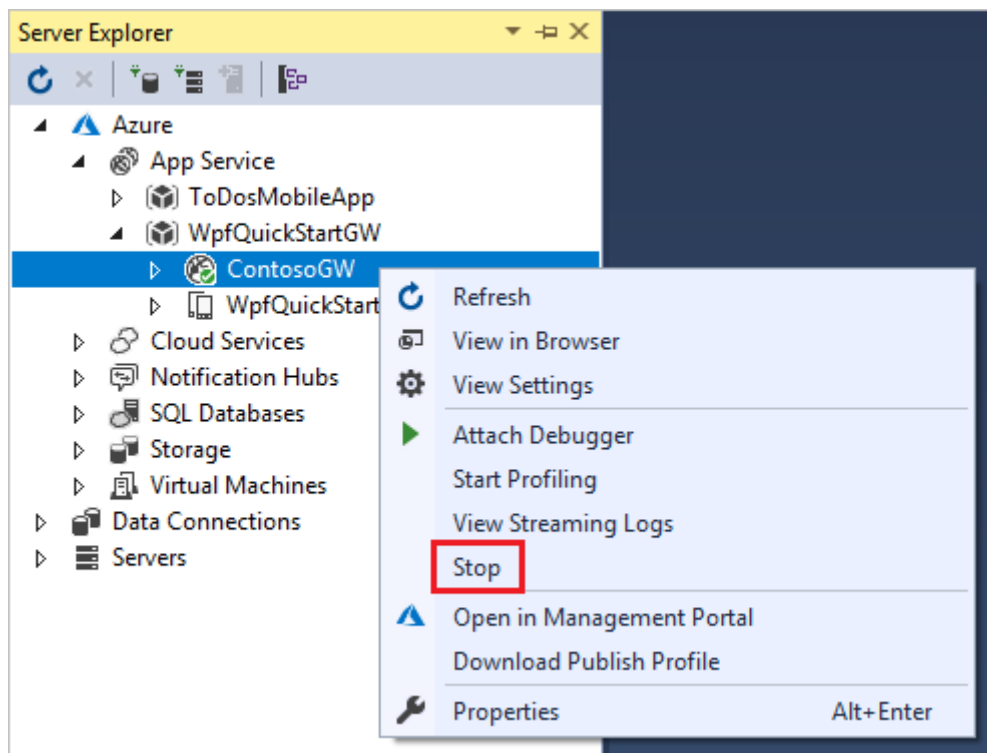 Server Explorer
Azure
App Service
ToDosMobileApp
WpfQuickStartGW
ContosoGW
WpfQuickStart
Cloud Services
Notification Hubs
SQL Databases
Storage
Virtual Machines
Data Connections
Servers
Refresh
View in Browser
View Settings
Attach Debugger
Start Profiling
View Streaming Logs
Stop
Open in Management Portal
Download Publish Profile
Properties Alt+Enter